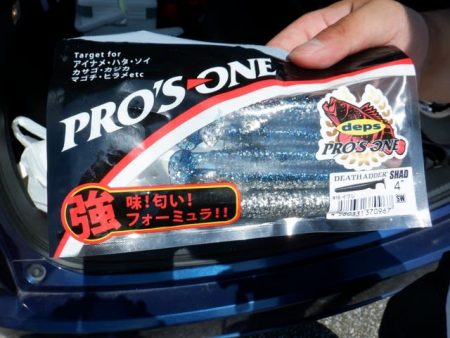 Target for
アイナメ・ハタ・ソイ
カサゴ・カジカ
マゴチ・ヒラメetc
PRO'S-ONE
deps
PRO'S-ONE
DEATHADDER SHAD
4"
SW
強
味!匂い!
フォーミュラ!!